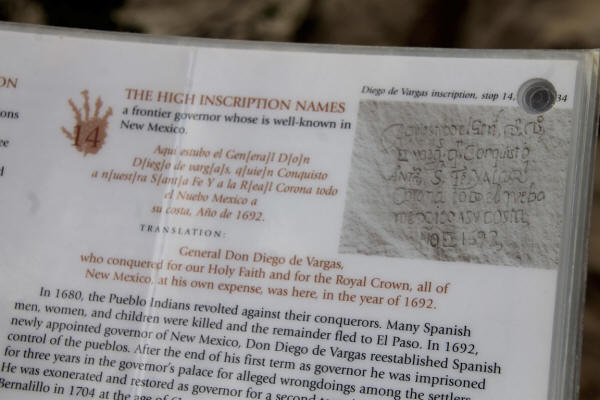 ON
ons
14
THE HIGH INSCRIPTION NAMES
a frontier governor whose is well-known in
New Mexico.
Aqui estubo el Gen[era]l D[o]n
D[ieg]o de varg[a]s, q[uie]n Conquisto
a n[uest]ra S[ant]a Fe Y a la R[ea]l Corona todo
el Nuebo Mexico a
su costa, Año de 1692.
TRANSLATION:
General Don Diego de Vargas,
who conquered for our Holy Faith and for the Royal Crown, all of
New Mexico, at his own expense, was here, in the year of 1692.
In 1680, the Pueblo Indians revolted against their conquerors. Many Spanish
men, women, and children were killed and the remainder fled to El Paso. In 1692,
newly appointed governor of New Mexico, Don Diego de Vargas reestablished Spanish
control of the pueblos. After the end of his first term as governor he was imprisoned
for three years in the governor's palace for alleged wrongdoings among the settlers.
He was exonerated and restored as governor for a second
Bernalillo in 1704 at the age of
Diego de Vargas inscription, stop 14,
34
1692